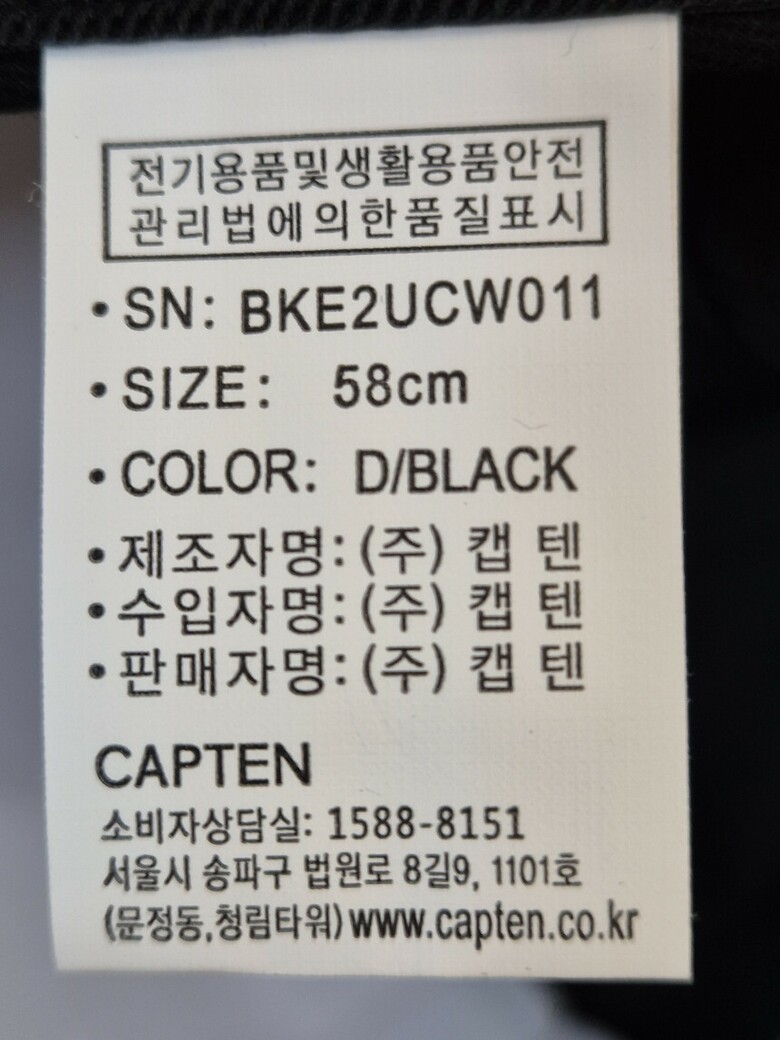 전기용품및생활용품안전
관리법에의한품질표시
• SN: BKE2UCW011
• SIZE: 58cm
• COLOR: D/BLACK
• 제조자명: (주) 캡 텐
• 수입자명: (주) 캡 텐
• 판매자명: (주) 캡 텐
CAPTEN
소비자상담실: 1588-8151
서울시 송파구 법원로 8길9, 1101호
(문정동,청림타워) www.capten.co.kr